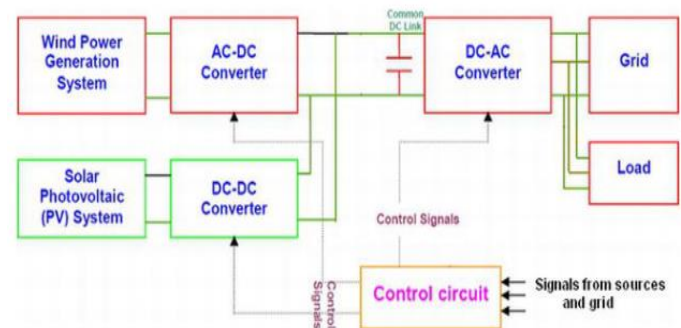 Wind Power
Generation
System
AC-DC
Converter
Common
DC Link
DC-AC
Converter
Grid
Solar
Photovoltaic
(PV) System
DC-DC
Converter
Load
Control Signals
Control
Signals
Control circuit
Signals from sources
and grid